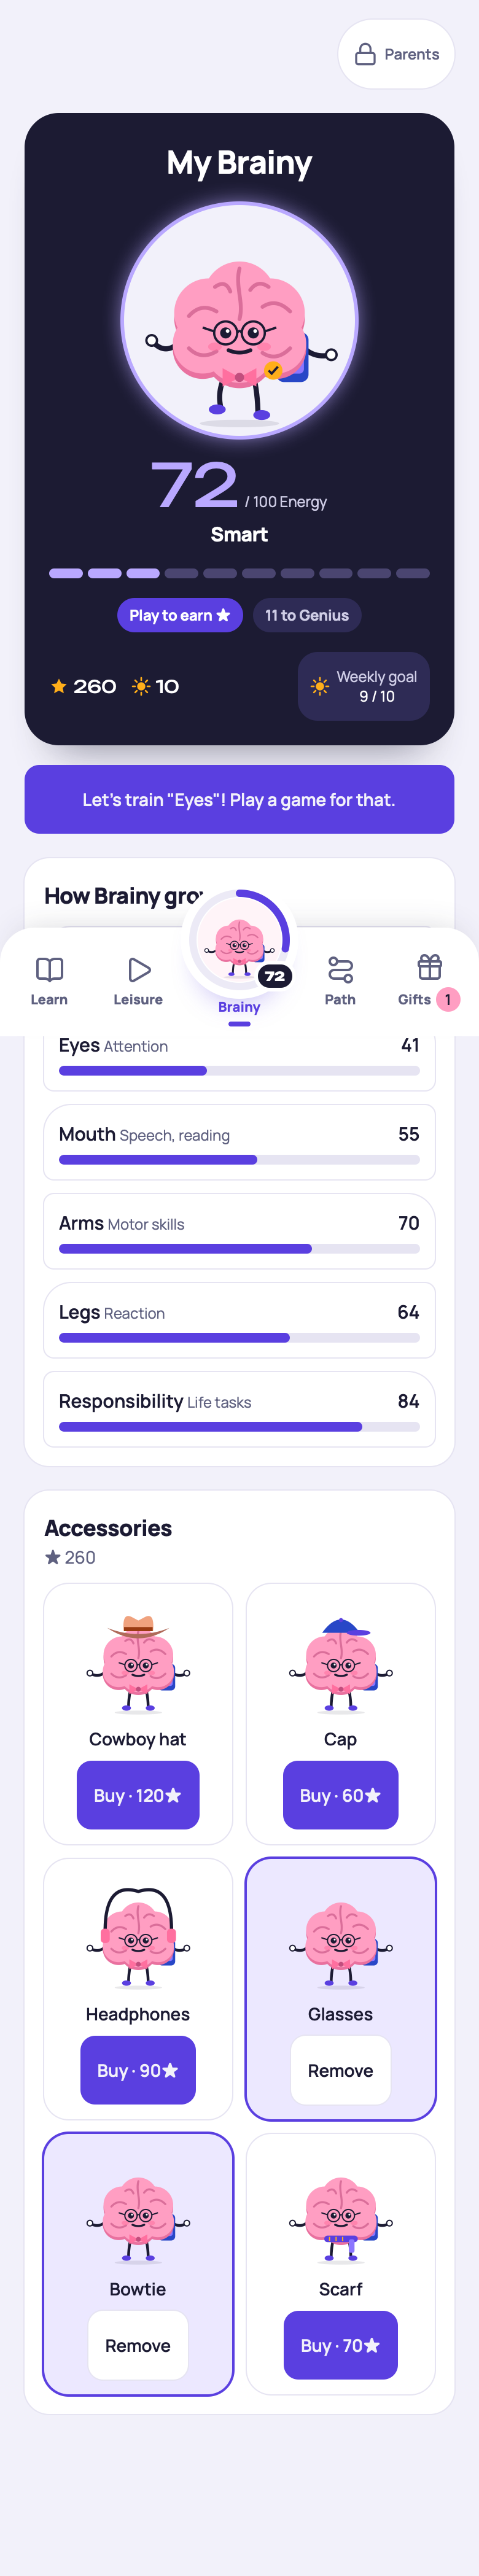 Parents
My Brainy
72 / 100 Energy
Smart
Play to earn ★ 11 to Genius
260 10 Weekly goal
9 / 10
Let's train "Eyes"! Play a game for that.
How Brainy
72
Learn Leisure Brainy Path Gifts 1
Eyes Attention 41
Mouth Speech, reading 55
Arms Motor skills 70
Legs Reaction 64
Responsibility Life tasks 84
Accessories
★ 260
Cowboy hat Cap
Buy · 120★ Buy · 60★
Headphones Glasses
Buy · 90★ Remove
Bowtie Scarf
Remove Buy · 70★